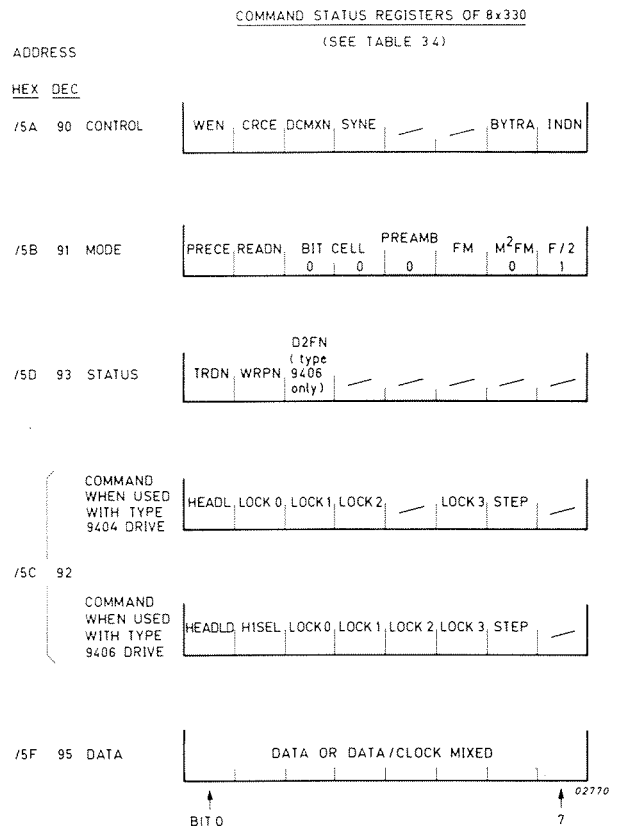 COMMAND STATUS REGISTERS OF 8x330
(SEE TABLE 34)
ADDRESS
HEX DEC
/5A 90 CONTROL WEN CRCE DCMXN SYNE BYTRA INDN
/5B 91 MODE PRECE READN BIT CELL PREAMB FM M²FM F/2
0 0 0 0 1
D2FN
( type
/5D 93 STATUS TRDN WRPN 9406
only)
COMMAND
WHEN USED
WITH TYPE
9404 DRIVE
HEADL LOCK 0 LOCK1 LOCK2 LOCK 3 STEP
/5C 92
COMMAND
WHEN USED
WITH TYPE
9406 DRIVE
HEADLD H1SEL LOCK0 LOCK 1 LOCK 2 LOCK 3 STEP
/5F 95 DATA DATA OR DATA/CLOCK MIXED
02770
BIT 0 7